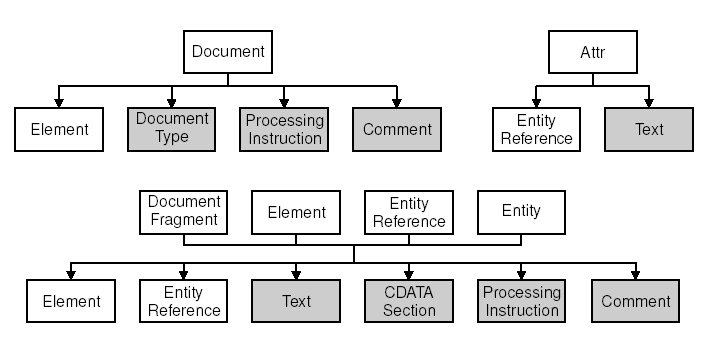 Document
Attr
Element
Document
Type
Processing
Instruction
Comment
Entity
Reference
Text
Document
Fragment
Element
Entity
Reference
Entity
Element
Entity
Reference
Text
CDATA
Section
Processing
Instruction
Comment